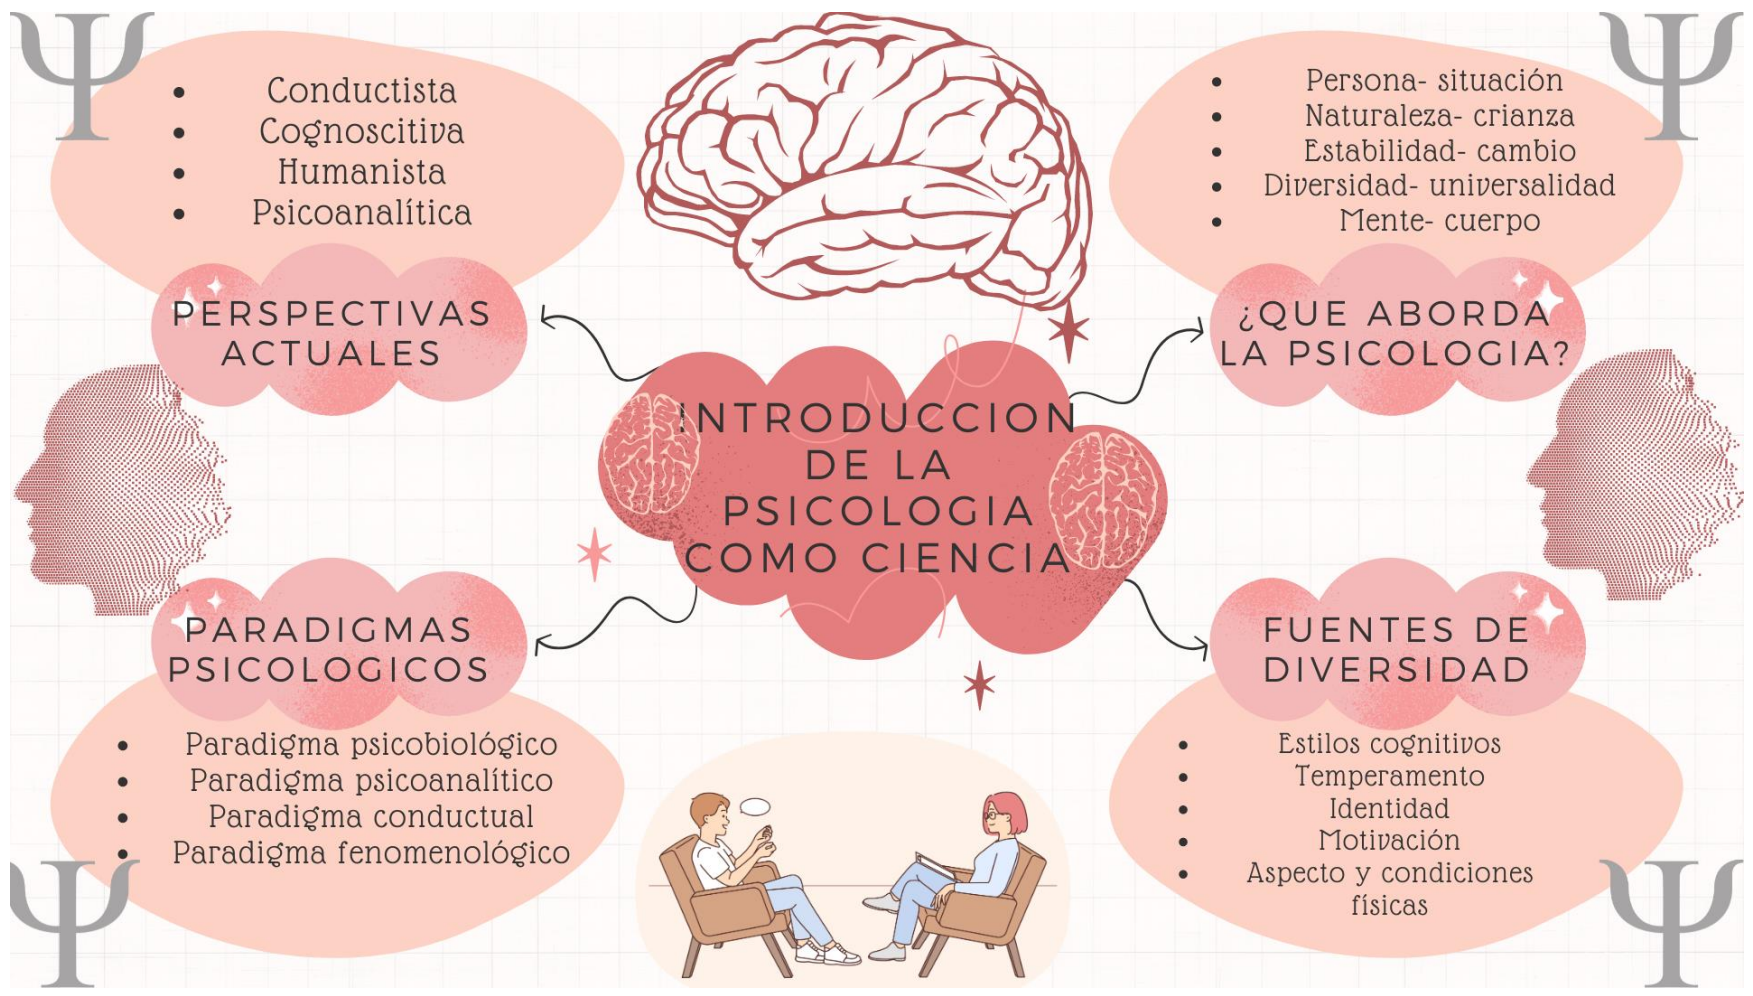 • Conductista
• Cognoscitiva
• Humanista
• Psicoanalítica
PERSPECTIVAS
ACTUALES
• Persona- situación
• Naturaleza- crianza
• Estabilidad- cambio
• Diversidad- universalidad
• Mente- cuerpo
¿QUE ABORDA
LA PSICOLOGIA?
INTRODUCCION
DE LA
PSICOLOGIA
COMO CIENCIA
PARADIGMAS
PSICOLOGICOS
• Paradigma psicobiológico
• Paradigma psicoanalítico
• Paradigma conductual
• Paradigma fenomenológico
FUENTES DE
DIVERSIDAD
• Estilos cognitivos
• Temperamento
• Identidad
• Motivación
• Aspecto y condiciones
físicas